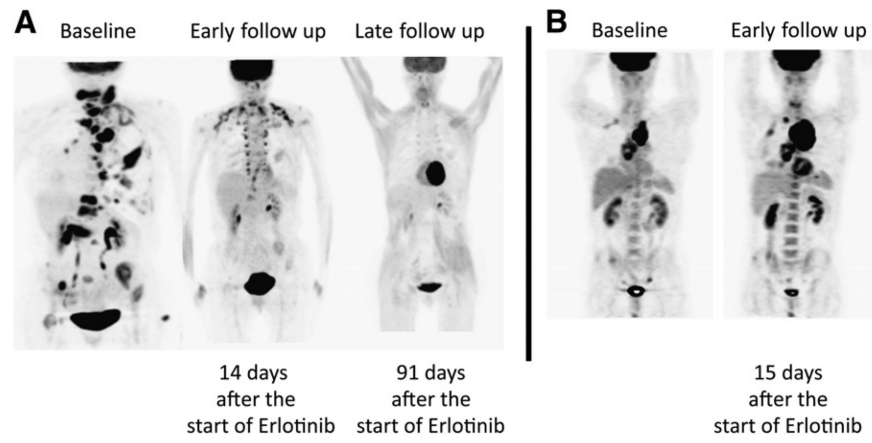 A
Baseline
Early follow up
Late follow up
14 days
after the
start of Erlotinib
91 days
after the
start of Erlotinib
B
Baseline
Early follow up
15 days
after the
start of Erlotinib